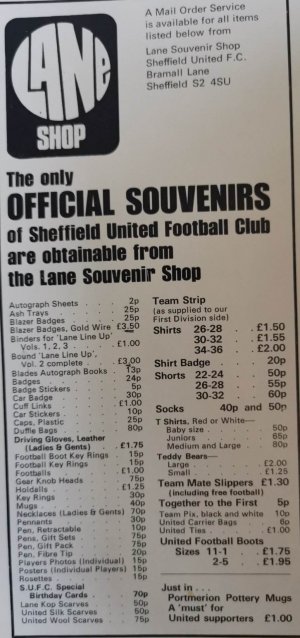 LANE
SHOP
A Mail Order Service
is available for all items
listed below from
Lane Souvenir Shop
Sheffield United F.C.
Bramall Lane
Sheffield S2 4SU
The only
OFFICIAL SOUVENIRS
of Sheffield United Football Club
are obtainable from
the Lane Souvenir Shop
Autograph Sheets . . . 2p
Ash Trays . . . 25p
Blazer Badges . . . 25p
Blazer Badges, Gold Wire £3.50
Binders for 'Lane Line Up'
Vols. 1, 2, 3 . . . £1.00
Bound 'Lane Line Up',
Vol. 2 complete . . . £3.00
Blades Autograph Books . 13p
Badges . . . 24p
Badge Stickers . . . 5p
Car Badge . . . 30p
Cuff Links . . . £1.00
Car Stickers . . . 10p
Caps, Plastic . . . 25p
Duffle Bags . . . 80p
Driving Gloves, Leather
(Ladies & Gents) . . £1.75
Football Boot Key Rings . 15p
Football Key Rings . . 15p
Footballs . . . £1.00
Gear Knob Heads . . 75p
Holdalls . . . £1.25
Key Rings . . . 30p
Mugs . . . 40p
Necklaces (Ladies & Gents) 70p
Pennants . . . 30p
Pen, Retractable . . 10p
Pens, Gift Sets . . 75p
Pen, Gift Pack . . 75p
Pen, Fibre Tip . . 20p
Players Photos (Individual) 15p
Posters (Individual Players) 15p
Rosettes . . . 15p
S.U.F.C. Special
Birthday Cards . . 70p
Lane Kop Scarves . . 50p
United Silk Scarves . . 50p
United Wool Scarves . . 75p
Team Strip
(as supplied to our
First Division side)
Shirts 26-28 . £1.50
30-32 . £1.55
34-36 . £2.00
Shirt Badge . . 20p
Shorts 22-24 . 50p
26-28 . 55p
30-32 . 60p
Socks 40p and 50p
T Shirts, Red or White—
Baby size . . . 50p
Juniors . . . 65p
Medium and Large . . 80p
Teddy Bears—
Large . . . £2.00
Small . . . £1.25
Team Mate Slippers £1.30
(including free football)
Together to the First 5p
Team Pix, black and white 10p
United Carrier Bags . 6p
United Ties . . . £1.00
United Football Boots
Sizes 11-1 . £1.75
2-5 . £1.95
Just in . . .
Portmerion Pottery Mugs
A 'must' for
United supporters £1.00